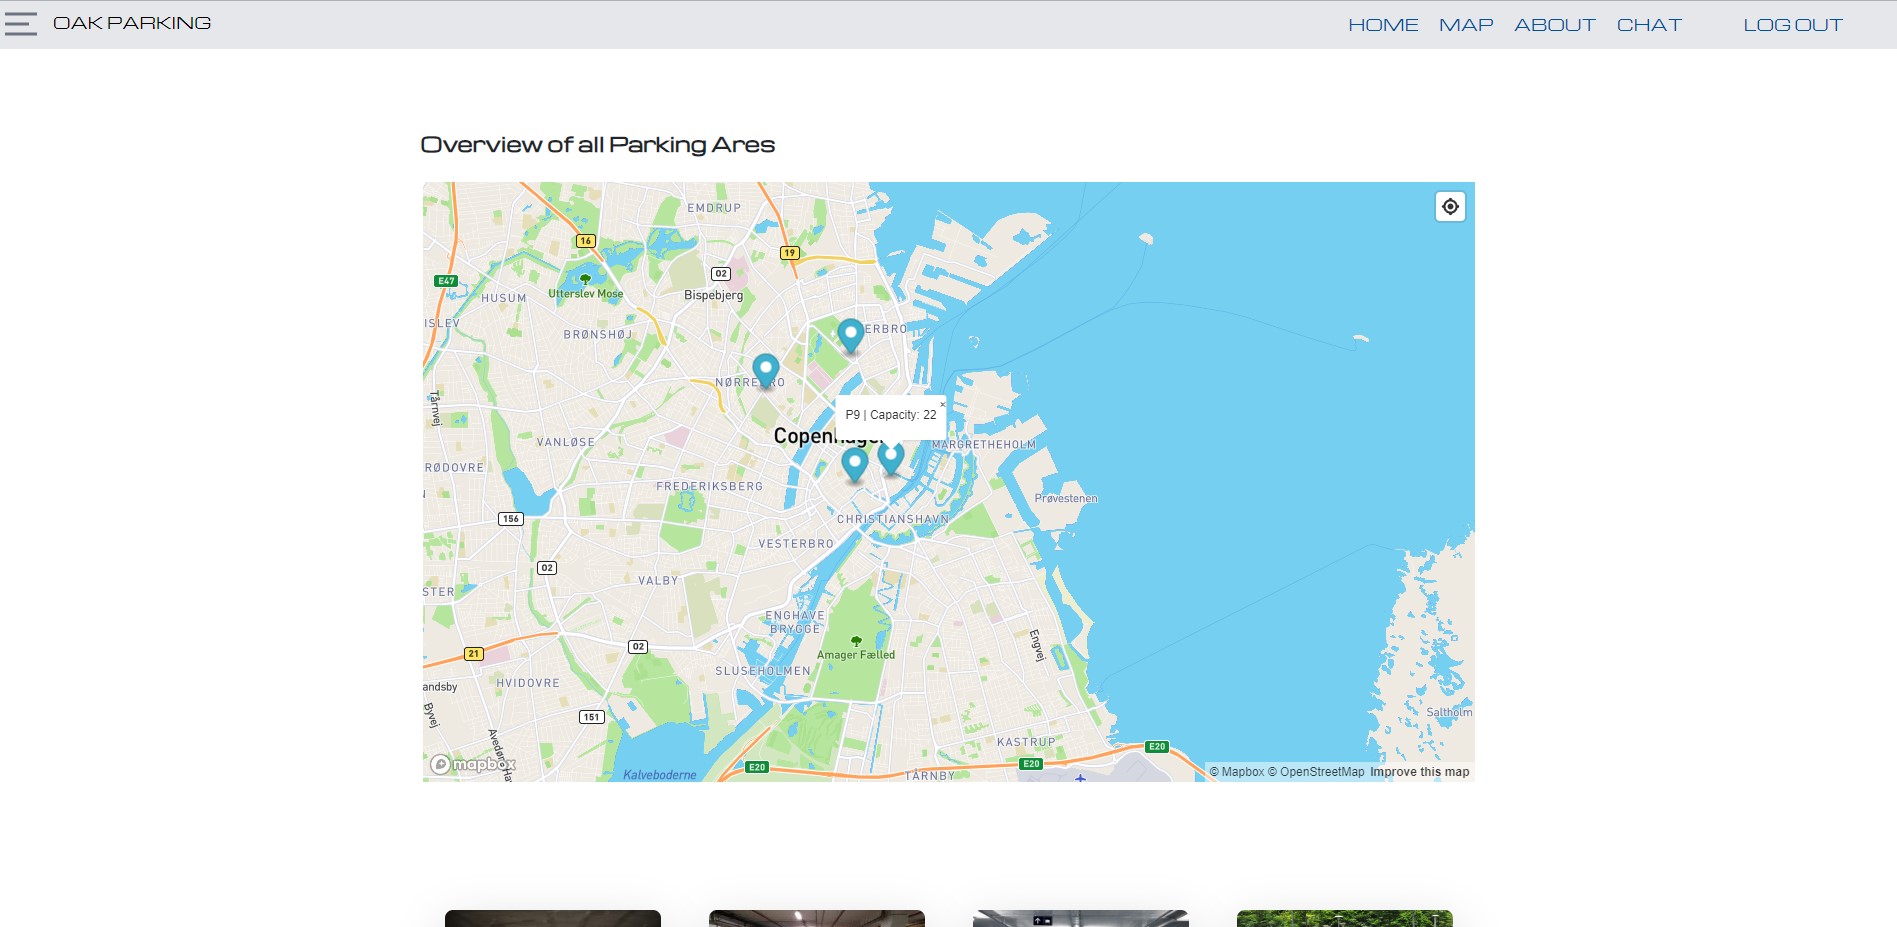 OAK PARKING
HOME MAP ABOUT CHAT LOG OUT
Overview of all Parking Ares
EMDRUP
16
19
02
E47
Utterslev Mose
Bispebjerg
HUSUM
ISLEV
BRØNSHØJ
ERBRO
NØRREBRO
Tårnvej
×
P9 | Capacity: 22
Copenhagen
VANLØSE
MARGRETHEHOLM
RØDOVRE
FREDERIKSBERG
Prøvestenen
156
CHRISTIANSHAVN
VESTERBRO
02
VALBY
STER
ENGHAVE
BRYGGE
Engvej
02
21
Amager Fælled
SLUSEHOLMEN
andsby
HVIDOVRE
Byvej
151
Saltholm
KASTRUP
E20
Avedør
Ha
mapbox
E20
E20
Kalveboderne
TÅRNBY
© Mapbox © OpenStreetMap Improve this map